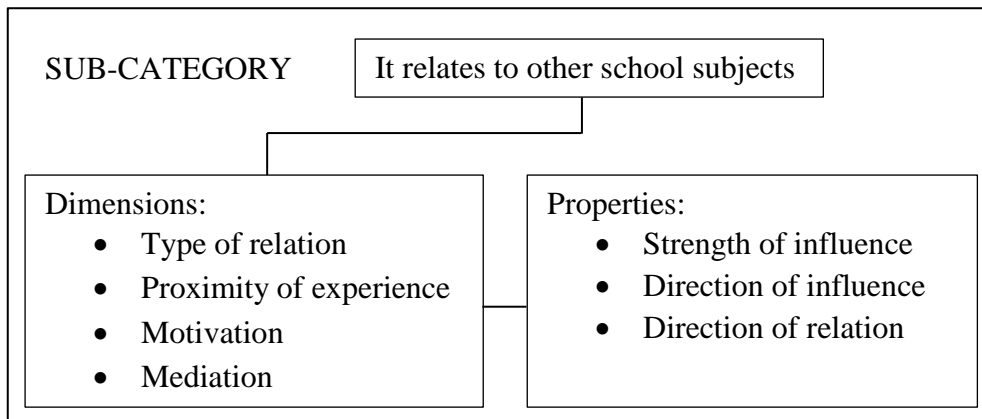 SUB-CATEGORY
It relates to other school subjects
Dimensions:
• Type of relation
• Proximity of experience
• Motivation
• Mediation
Properties:
• Strength of influence
• Direction of influence
• Direction of relation